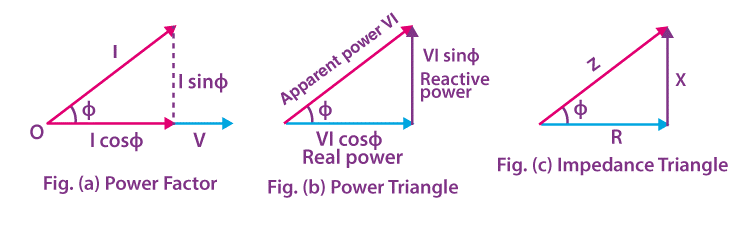 I
I sinϕ
ϕ
O
I cosϕ
V
Fig. (a) Power Factor
Apparent power VI
VI sinϕ
Reactive
power
ϕ
VI cosϕ
Real power
Fig. (b) Power Triangle
Z
X
ϕ
R
Fig. (c) Impedance Triangle